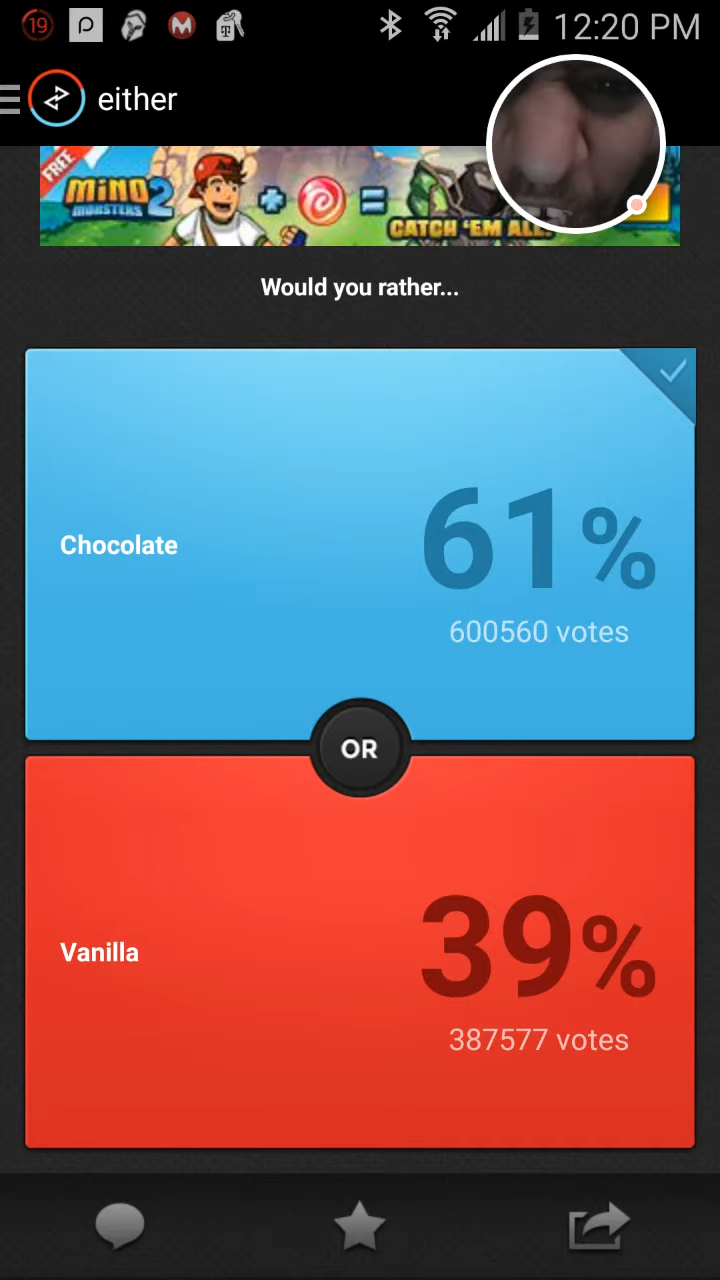 19
12:20 PM
either
FREE
MiND
MONSTERS 2
CATCH 'EM ALL!
Would you rather...
Chocolate
61%
600560 votes
OR
Vanilla
39%
387577 votes